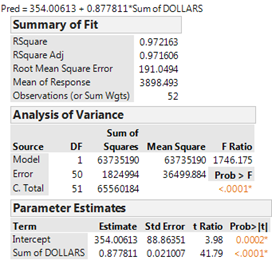 Pred = 354.00613 + 0.877811*Sum of DOLLARS
Summary of Fit
RSquare 0.972163
RSquare Adj 0.971606
Root Mean Square Error 191.0494
Mean of Response 3898.493
Observations (or Sum Wgts) 52
Analysis of Variance
Sum of
Source DF Squares Mean Square F Ratio
Model 1 63735190 63735190 1746.175
Error 50 1824994 36499.884 Prob > F
C. Total 51 65560184 <.0001*
Parameter Estimates
Term Estimate Std Error t Ratio Prob>|t|
Intercept 354.00613 88.86351 3.98 0.0002*
Sum of DOLLARS 0.877811 0.021007 41.79 <.0001*